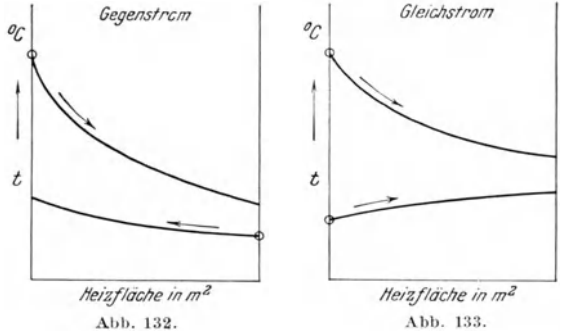 Gegenstrom
°C
t
Heizfläche in m²
Abb. 132.
Gleichstrom
°C
t
Heizfläche in m²
Abb. 133.